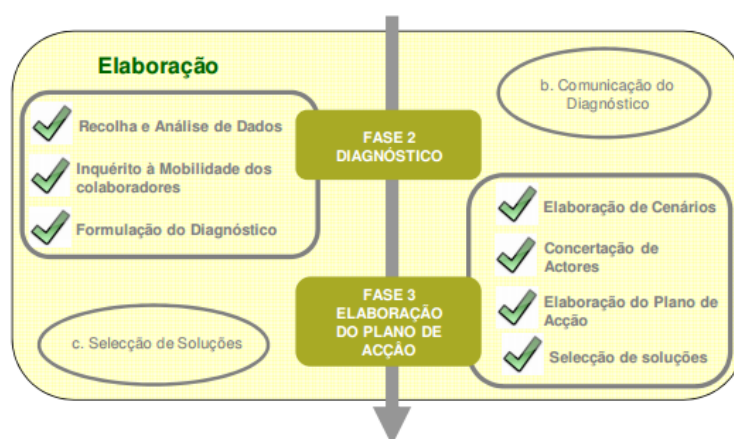 Elaboração
b. Comunicação do
Diagnóstico
Recolha e Análise de Dados
Inquérito à Mobilidade dos
colaboradores
Formulação do Diagnóstico
FASE 2
DIAGNÓSTICO
Elaboração de Cenários
Concertação de
Actores
Elaboração do Plano de
Acção
Selecção de soluções
FASE 3
ELABORAÇÃO
DO PLANO DE
ACÇÂO
c. Selecção de Soluções